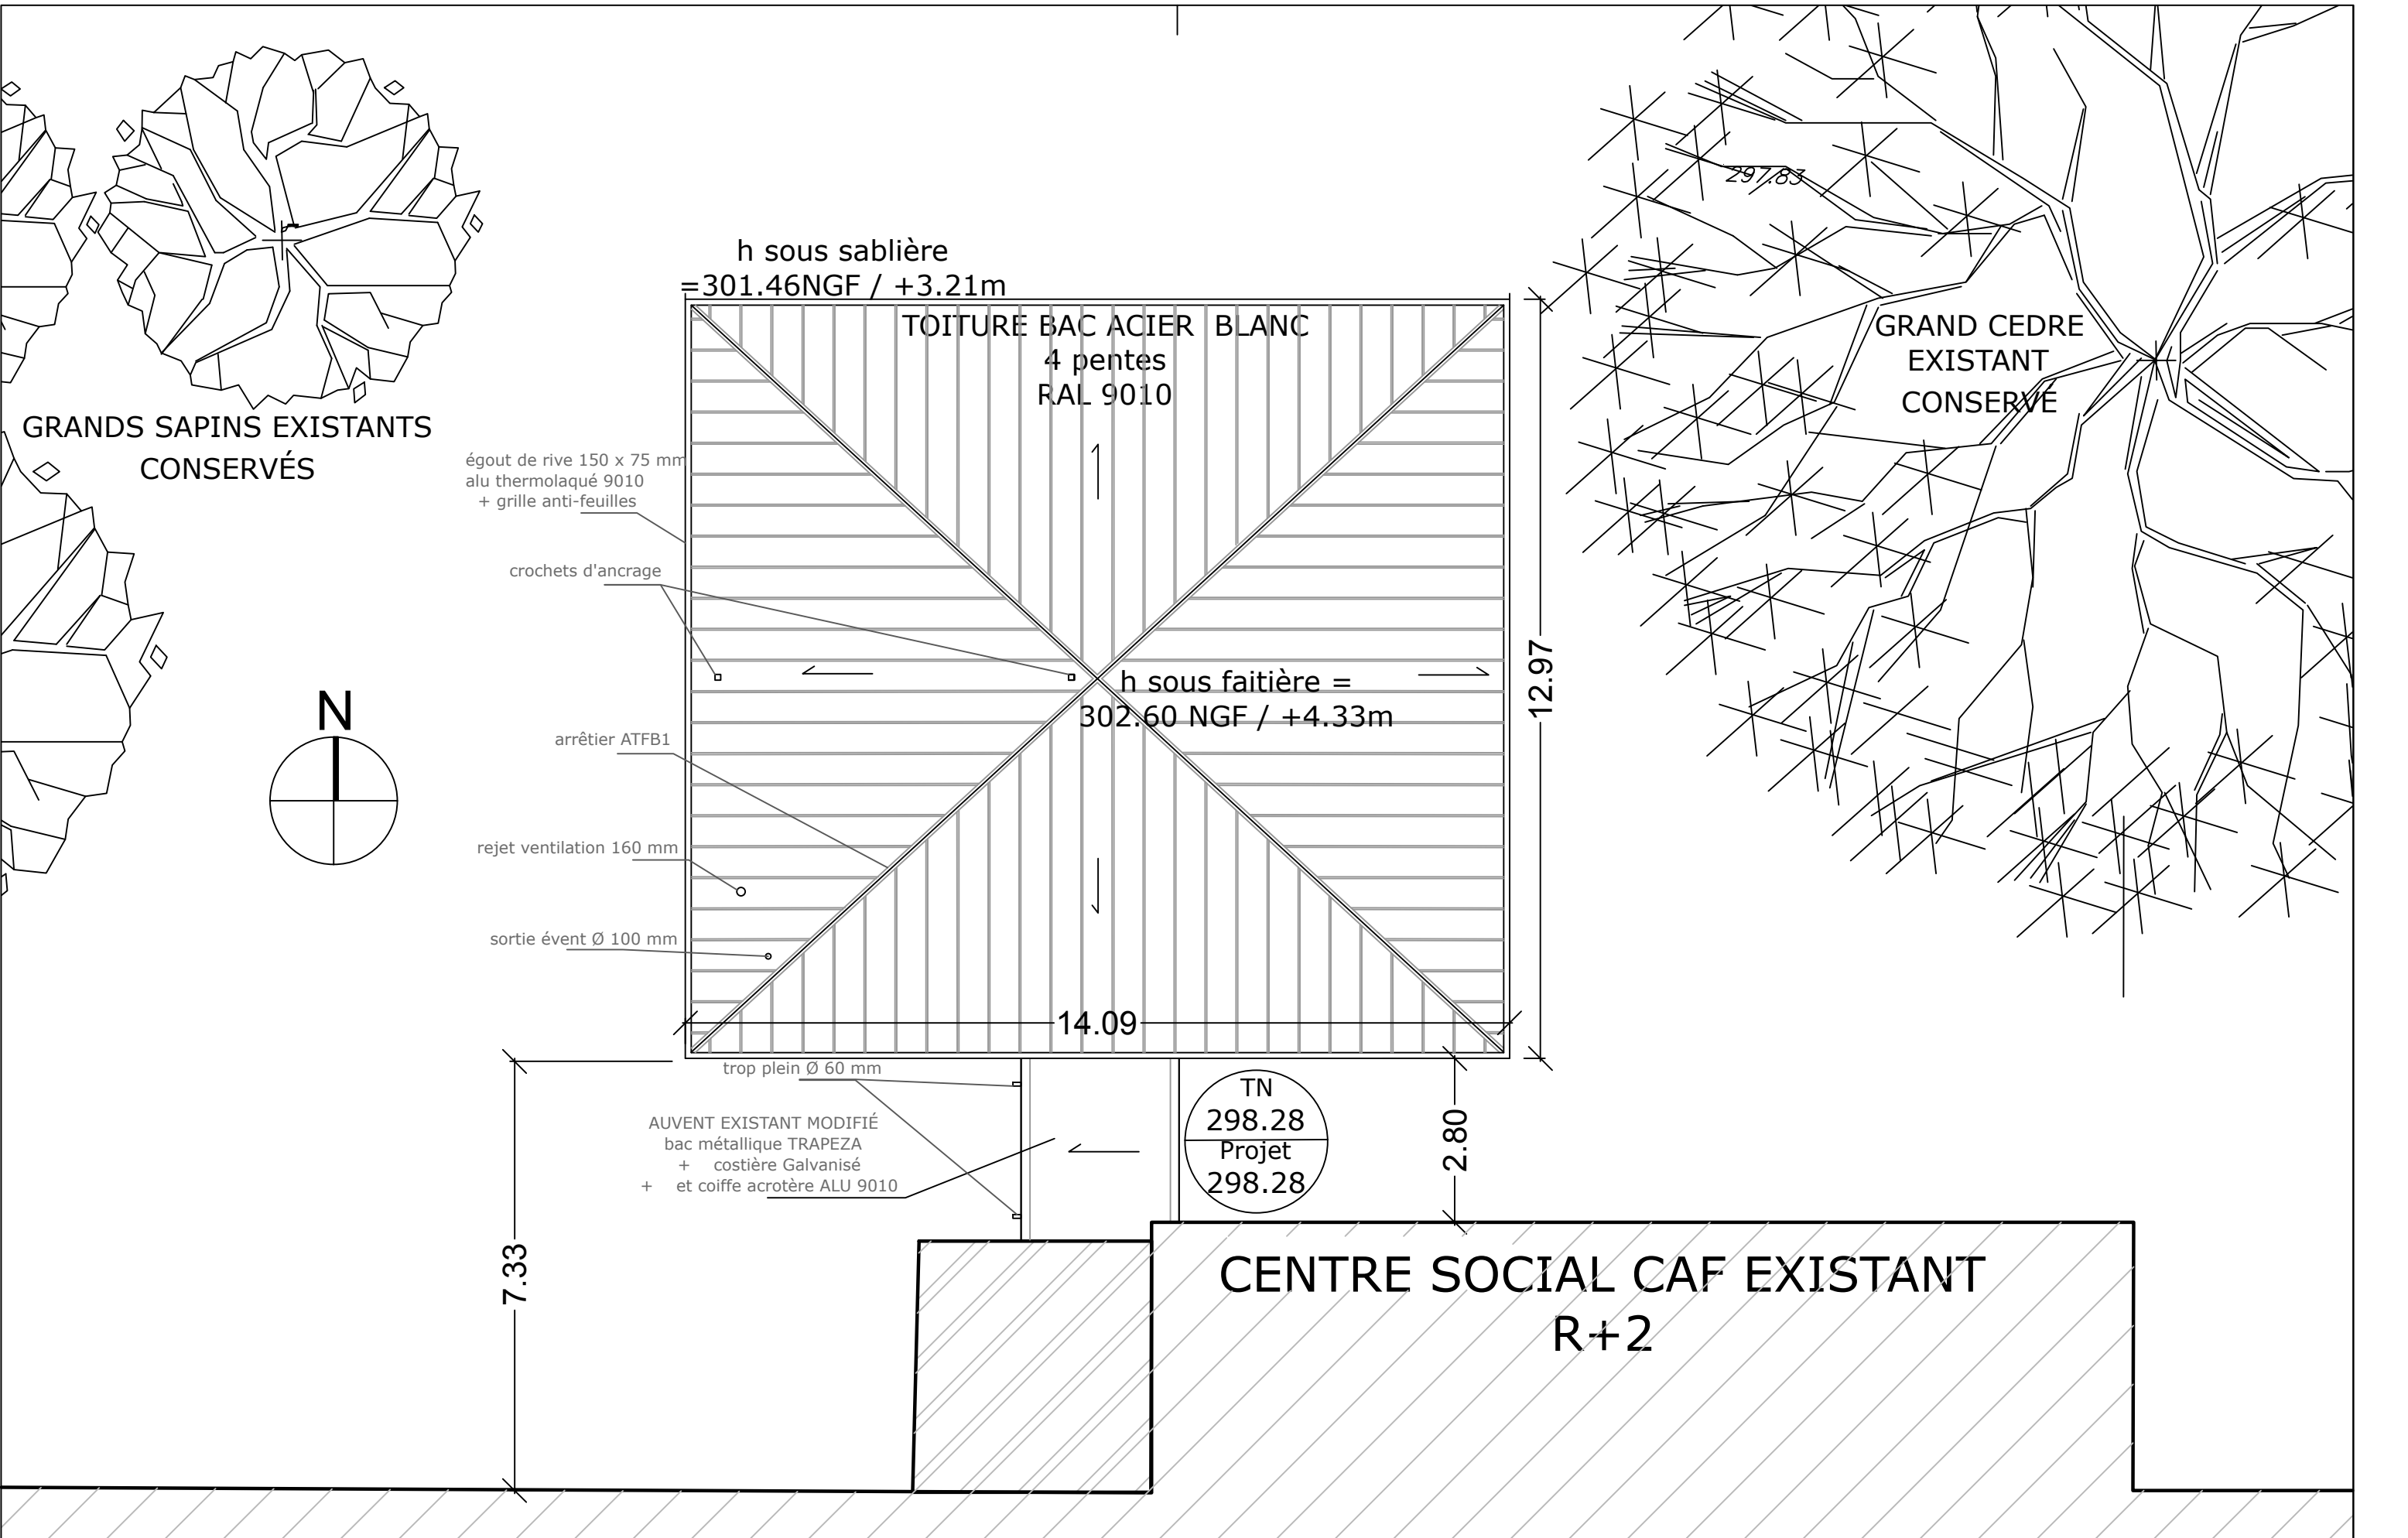 297.83
h sous sablière
=301.46NGF / +3.21m
TOITURE BAC ACIER BLANC
4 pentes
RAL 9010
GRAND CEDRE
EXISTANT
CONSERVÉ
GRANDS SAPINS EXISTANTS
CONSERVÉS
égout de rive 150 x 75 mm
alu thermolaqué 9010
+ grille anti-feuilles
crochets d'ancrage
N
h sous faitière =
302.60 NGF / +4.33m
12.97
arrêtier ATFB1
rejet ventilation 160 mm
sortie évent Ø 100 mm
14.09
trop plein Ø 60 mm
AUVENT EXISTANT MODIFIÉ
bac métallique TRAPEZA
+ costière Galvanisé
+ et coiffe acrotère ALU 9010
TN
298.28
Projet
298.28
2.80
7.33
CENTRE SOCIAL CAF EXISTANT
R+2